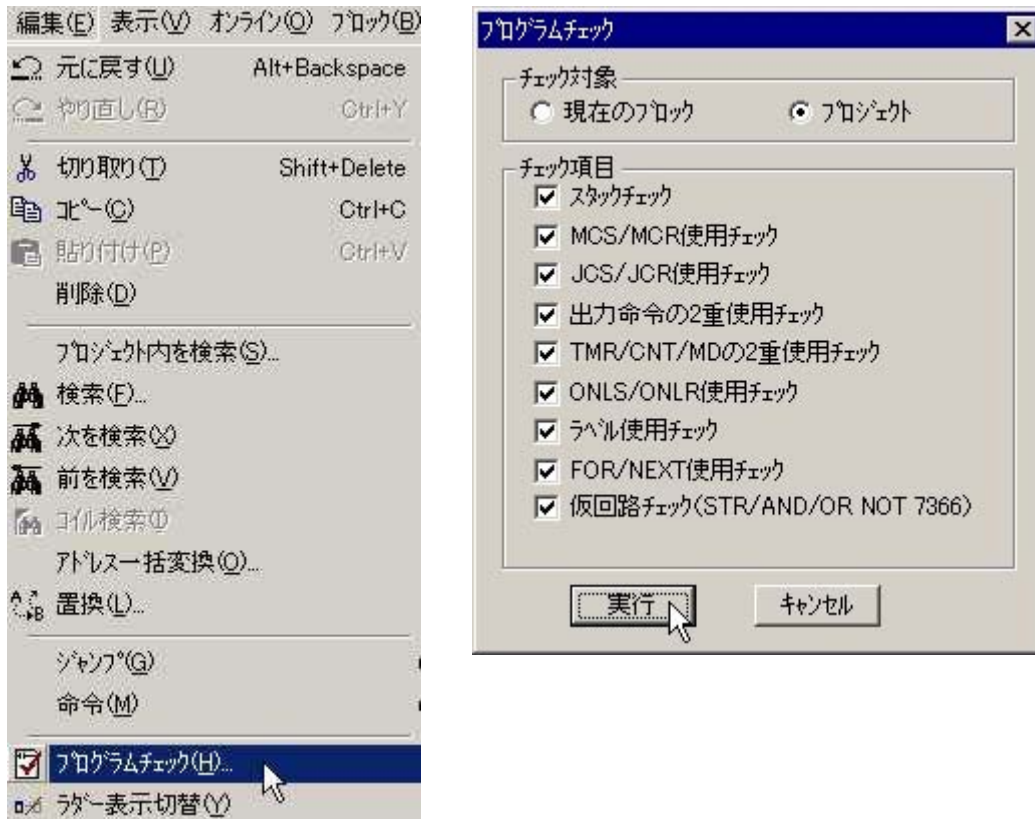 編集(E) 表示(V) オンライン(O) ブロック(B)
元に戻す(U) Alt+Backspace
やり直し(R) Ctrl+Y
切り取り(T) Shift+Delete
コピー(C) Ctrl+C
貼り付け(P) Ctrl+V
削除(D)
プロジェクト内を検索(S)...
検索(F)...
次を検索(X)
前を検索(V)
コイル検索(I)
アドレス一括変換(O)...
置換(L)...
ジャンプ(G)
命令(M)
プログラムチェック(H)...
ラダー表示切替(Y)
プログラムチェック
チェック対象
現在のブロック プロジェクト
チェック項目
スタックチェック
MCS/MCR使用チェック
JCS/JCR使用チェック
出力命令の2重使用チェック
TMR/CNT/MDの2重使用チェック
ONLS/ONLR使用チェック
ラベル使用チェック
FOR/NEXT使用チェック
仮回路チェック(STR/AND/OR NOT 7366)
実行 キャンセル